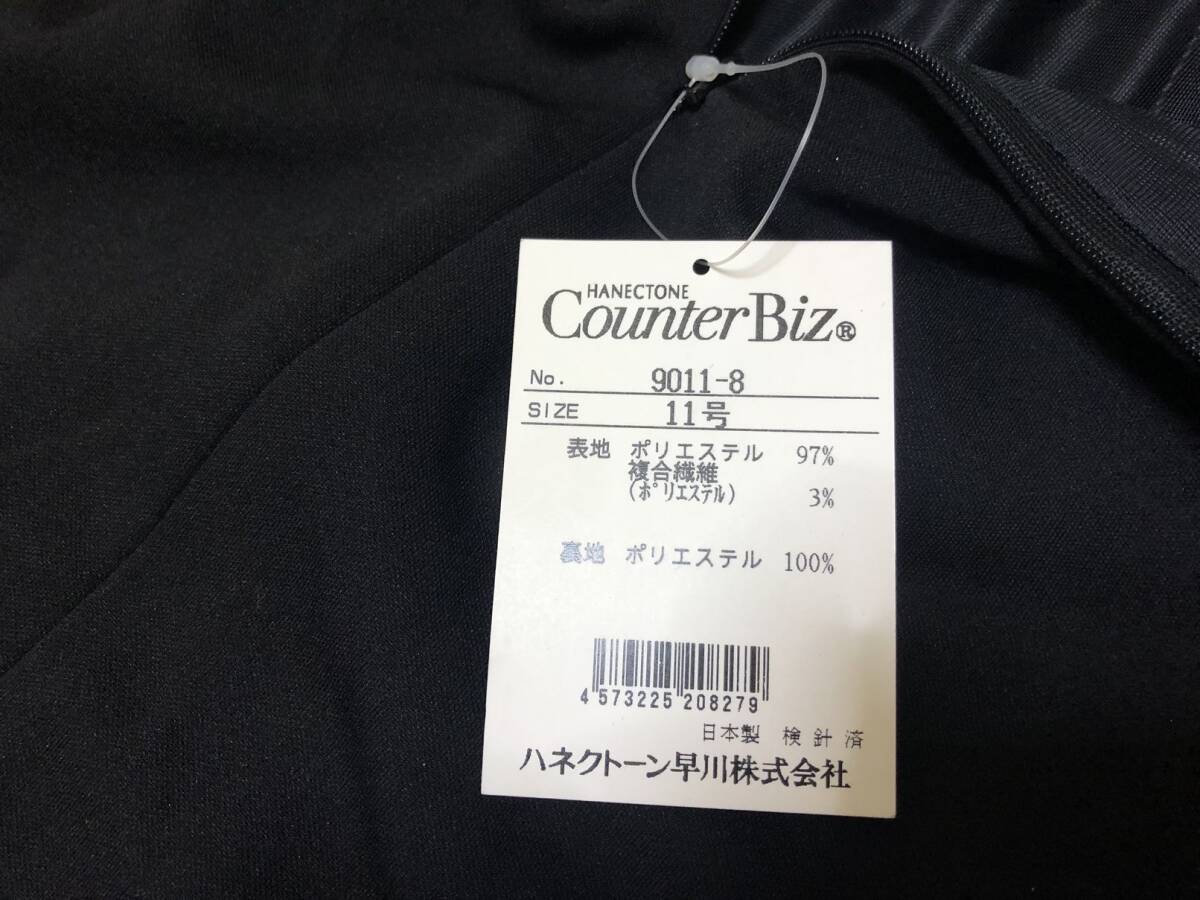 HANECTONE
CounterBiz®
No. 9011-8
SIZE 11号
表地 ポリエステル 97%
複合繊維
(ポリエステル) 3%
裏地 ポリエステル 100%
4 573225 208279
日本製 検針済
ハネクトーン早川株式会社